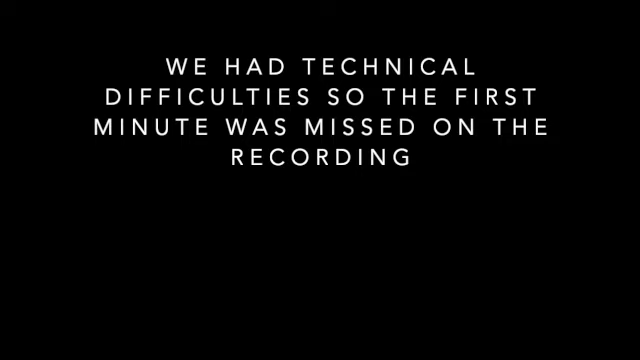 WE HAD TECHNICAL
DIFFICULTIES SO THE FIRST
MINUTE WAS MISSED ON THE
RECORDING